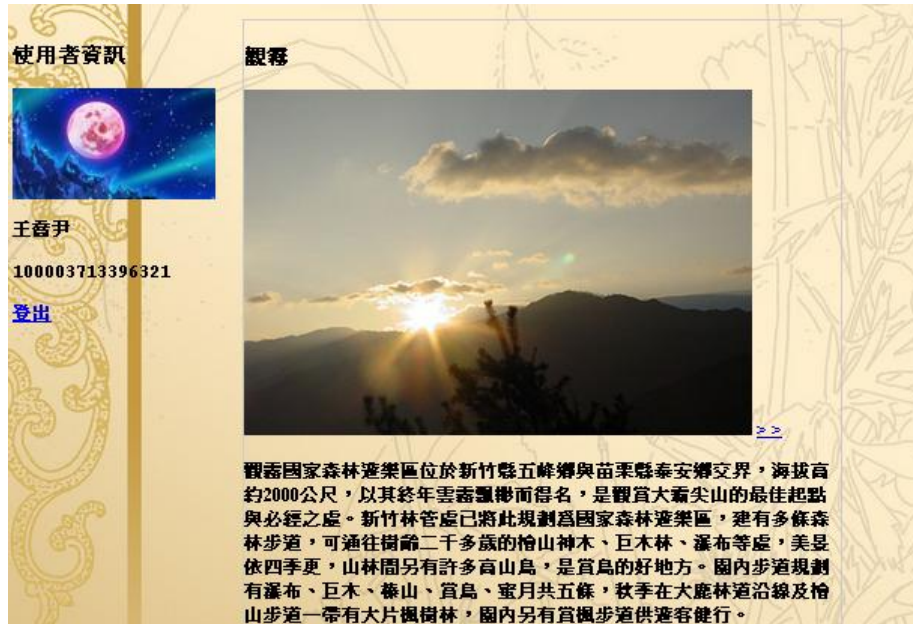 使用者資訊
王喬尹
100003713396321
登出
觀霧
>>
觀霧國家森林遊樂區位於新竹縣五峰鄉與苗栗縣泰安鄉交界,海拔高
約2000公尺,以其終年雲霧飄緲而得名,是觀賞大霸尖山的最佳起點
與必經之處。新竹林管處已將此規劃為國家森林遊樂區,建有多條森
林步道,可通往樹齡二千多歲的檜山神木、巨木林、瀑布等處,美景
依四季更,山林間另有許多高山鳥,是賞鳥的好地方。園內步道規劃
有瀑布、巨木、榛山、賞鳥、蜜月共五條,秋季在大鹿林道沿線及檜
山步道一帶有大片楓樹林,園內另有賞楓步道供遊客健行。